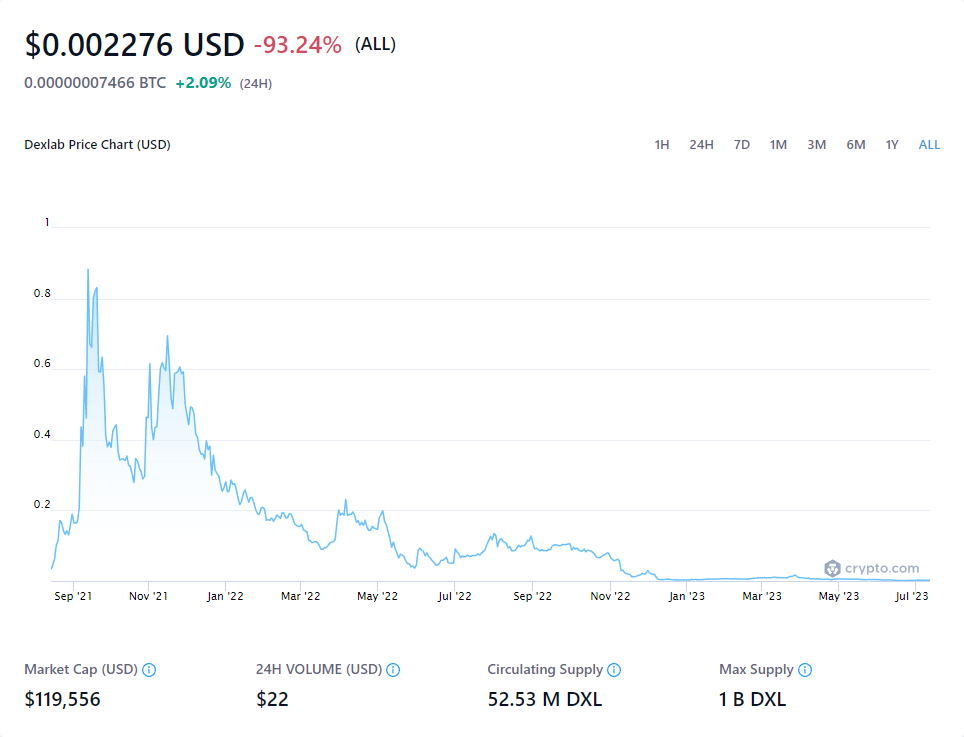 $0.002276 USD -93.24% (ALL)
0.00000007466 BTC +2.09% (24H)
Dexlab Price Chart (USD) 1H 24H 7D 1M 3M 6M 1Y ALL
1
0.8
0.6
0.4
0.2
crypto.com
Sep '21 Nov '21 Jan '22 Mar '22 May '22 Jul '22 Sep '22 Nov '22 Jan '23 Mar '23 May '23 Jul '23
Market Cap (USD) 24H VOLUME (USD) Circulating Supply Max Supply
$119,556 $22 52.53 M DXL 1 B DXL